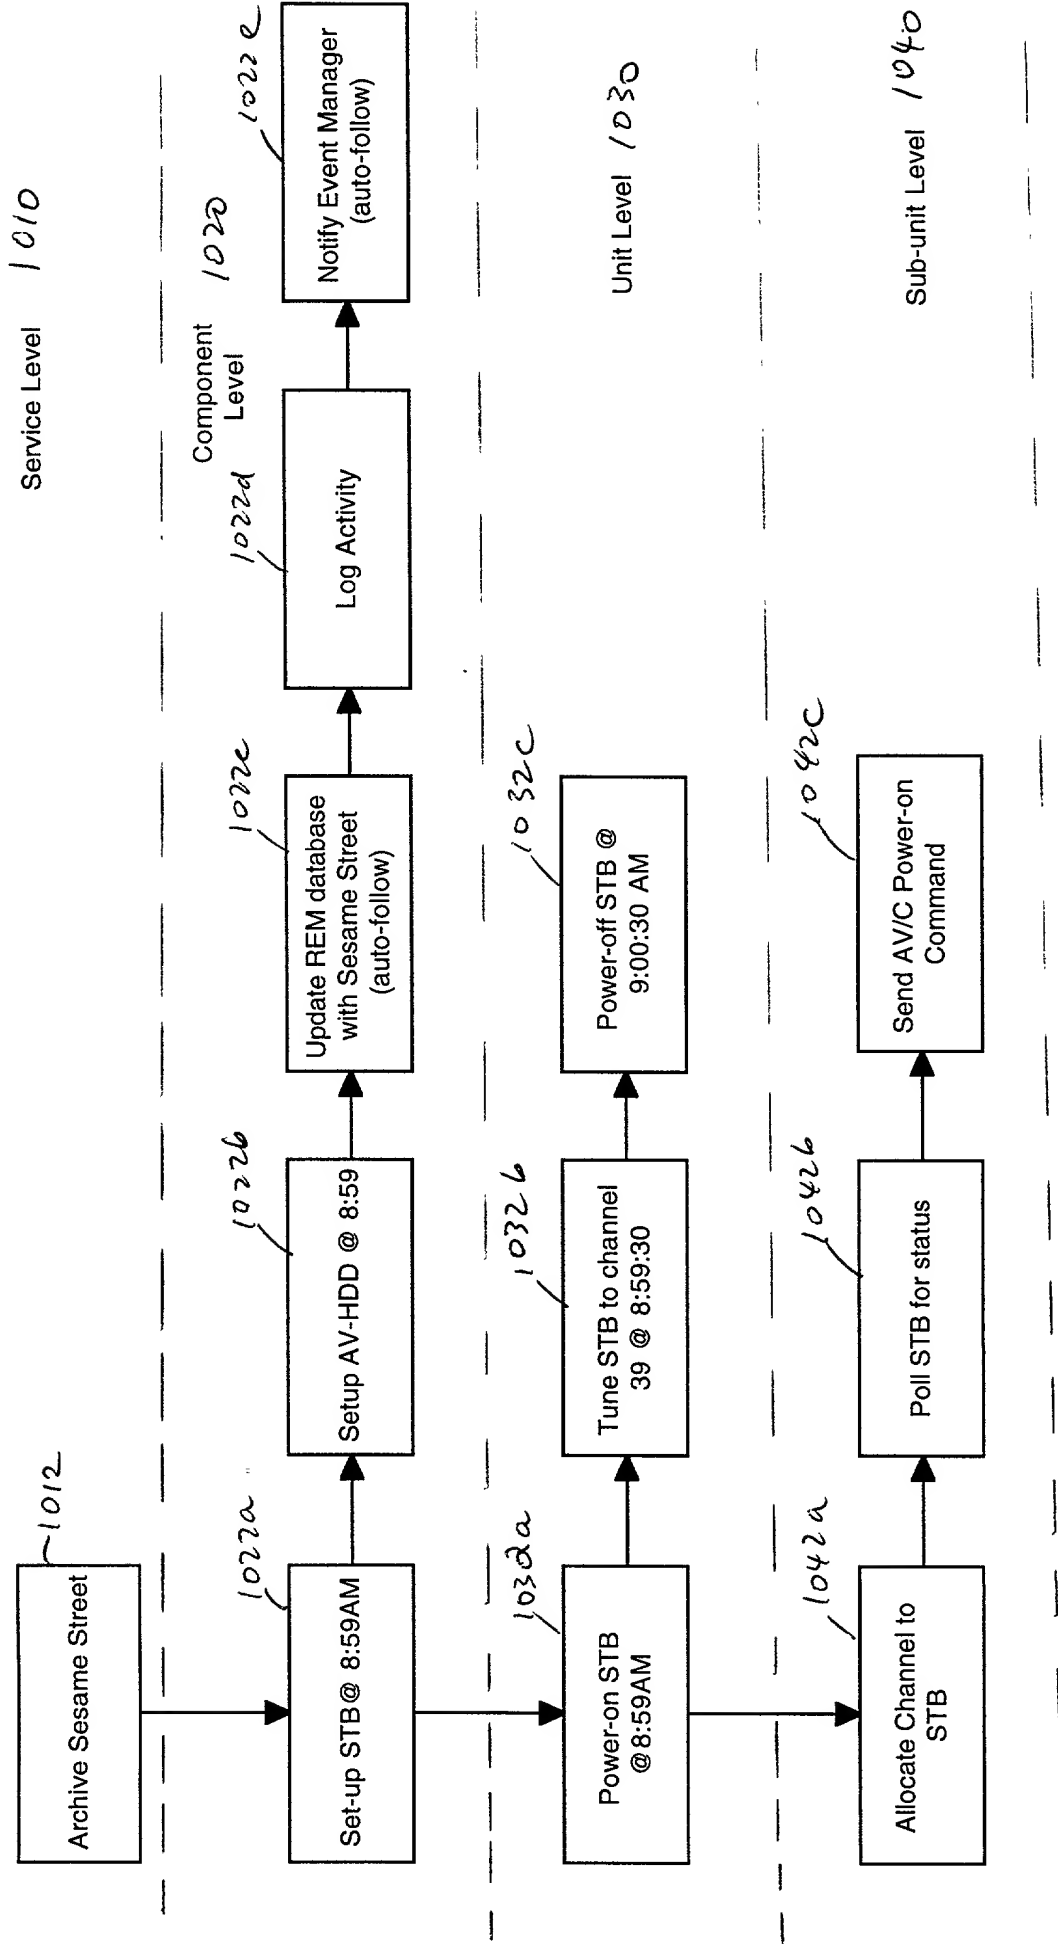 Service Level 1010
Archive Sesame Street
1012
Component
Level
1020
Set-up STB@ 8:59AM
1022a
Setup AV-HDD @ 8:59
1022b
Update REM database
with Sesame Street
(auto-follow)
1022c
Log Activity
1022d
Notify Event Manager
(auto-follow)
1022e
Unit Level 1030
Power-on STB
@8:59AM
1032a
Tune STB to channel
39 @ 8:59:30
1032b
Power-off STB @
9:00:30 AM
1032c
Sub-unit Level 1040
Allocate Channel to
STB
1042a
Poll STB for status
1042b
Send AV/C Power-on
Command
1042c